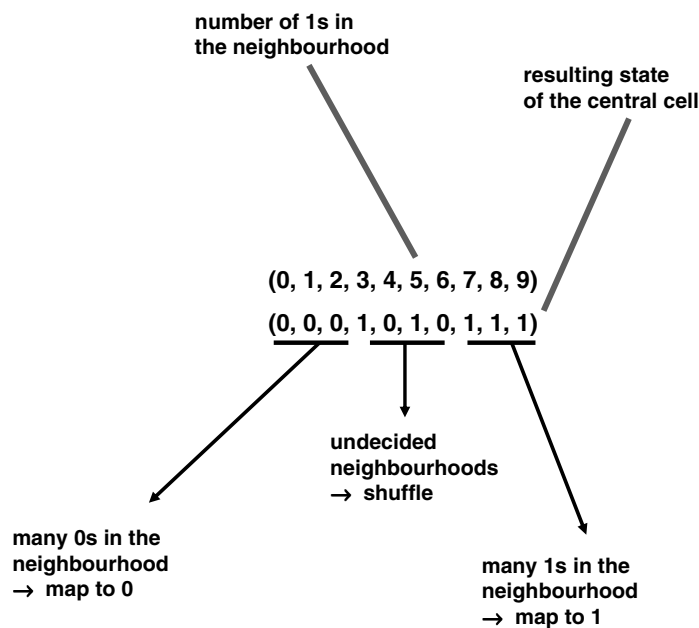 number of 1s in
the neighbourhood
resulting state
of the central cell
(0, 1, 2, 3, 4, 5, 6, 7, 8, 9)
(0, 0, 0, 1, 0, 1, 0, 1, 1, 1)
undecided
neighbourhoods
→ shuffle
many 0s in the
neighbourhood
→ map to 0
many 1s in the
neighbourhood
→ map to 1